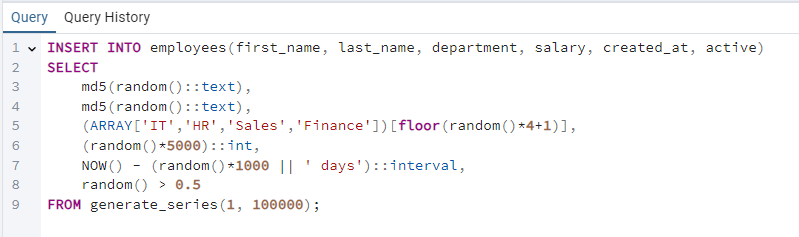 Query Query History
1 INSERT INTO employees(first_name, last_name, department, salary, created_at, active)
2 SELECT
3 md5(random()::text),
4 md5(random()::text),
5 (ARRAY['IT','HR','Sales','Finance'])[floor(random()*4+1)],
6 (random()*5000)::int,
7 NOW() - (random()*1000 || ' days')::interval,
8 random() > 0.5
9 FROM generate_series(1, 100000);